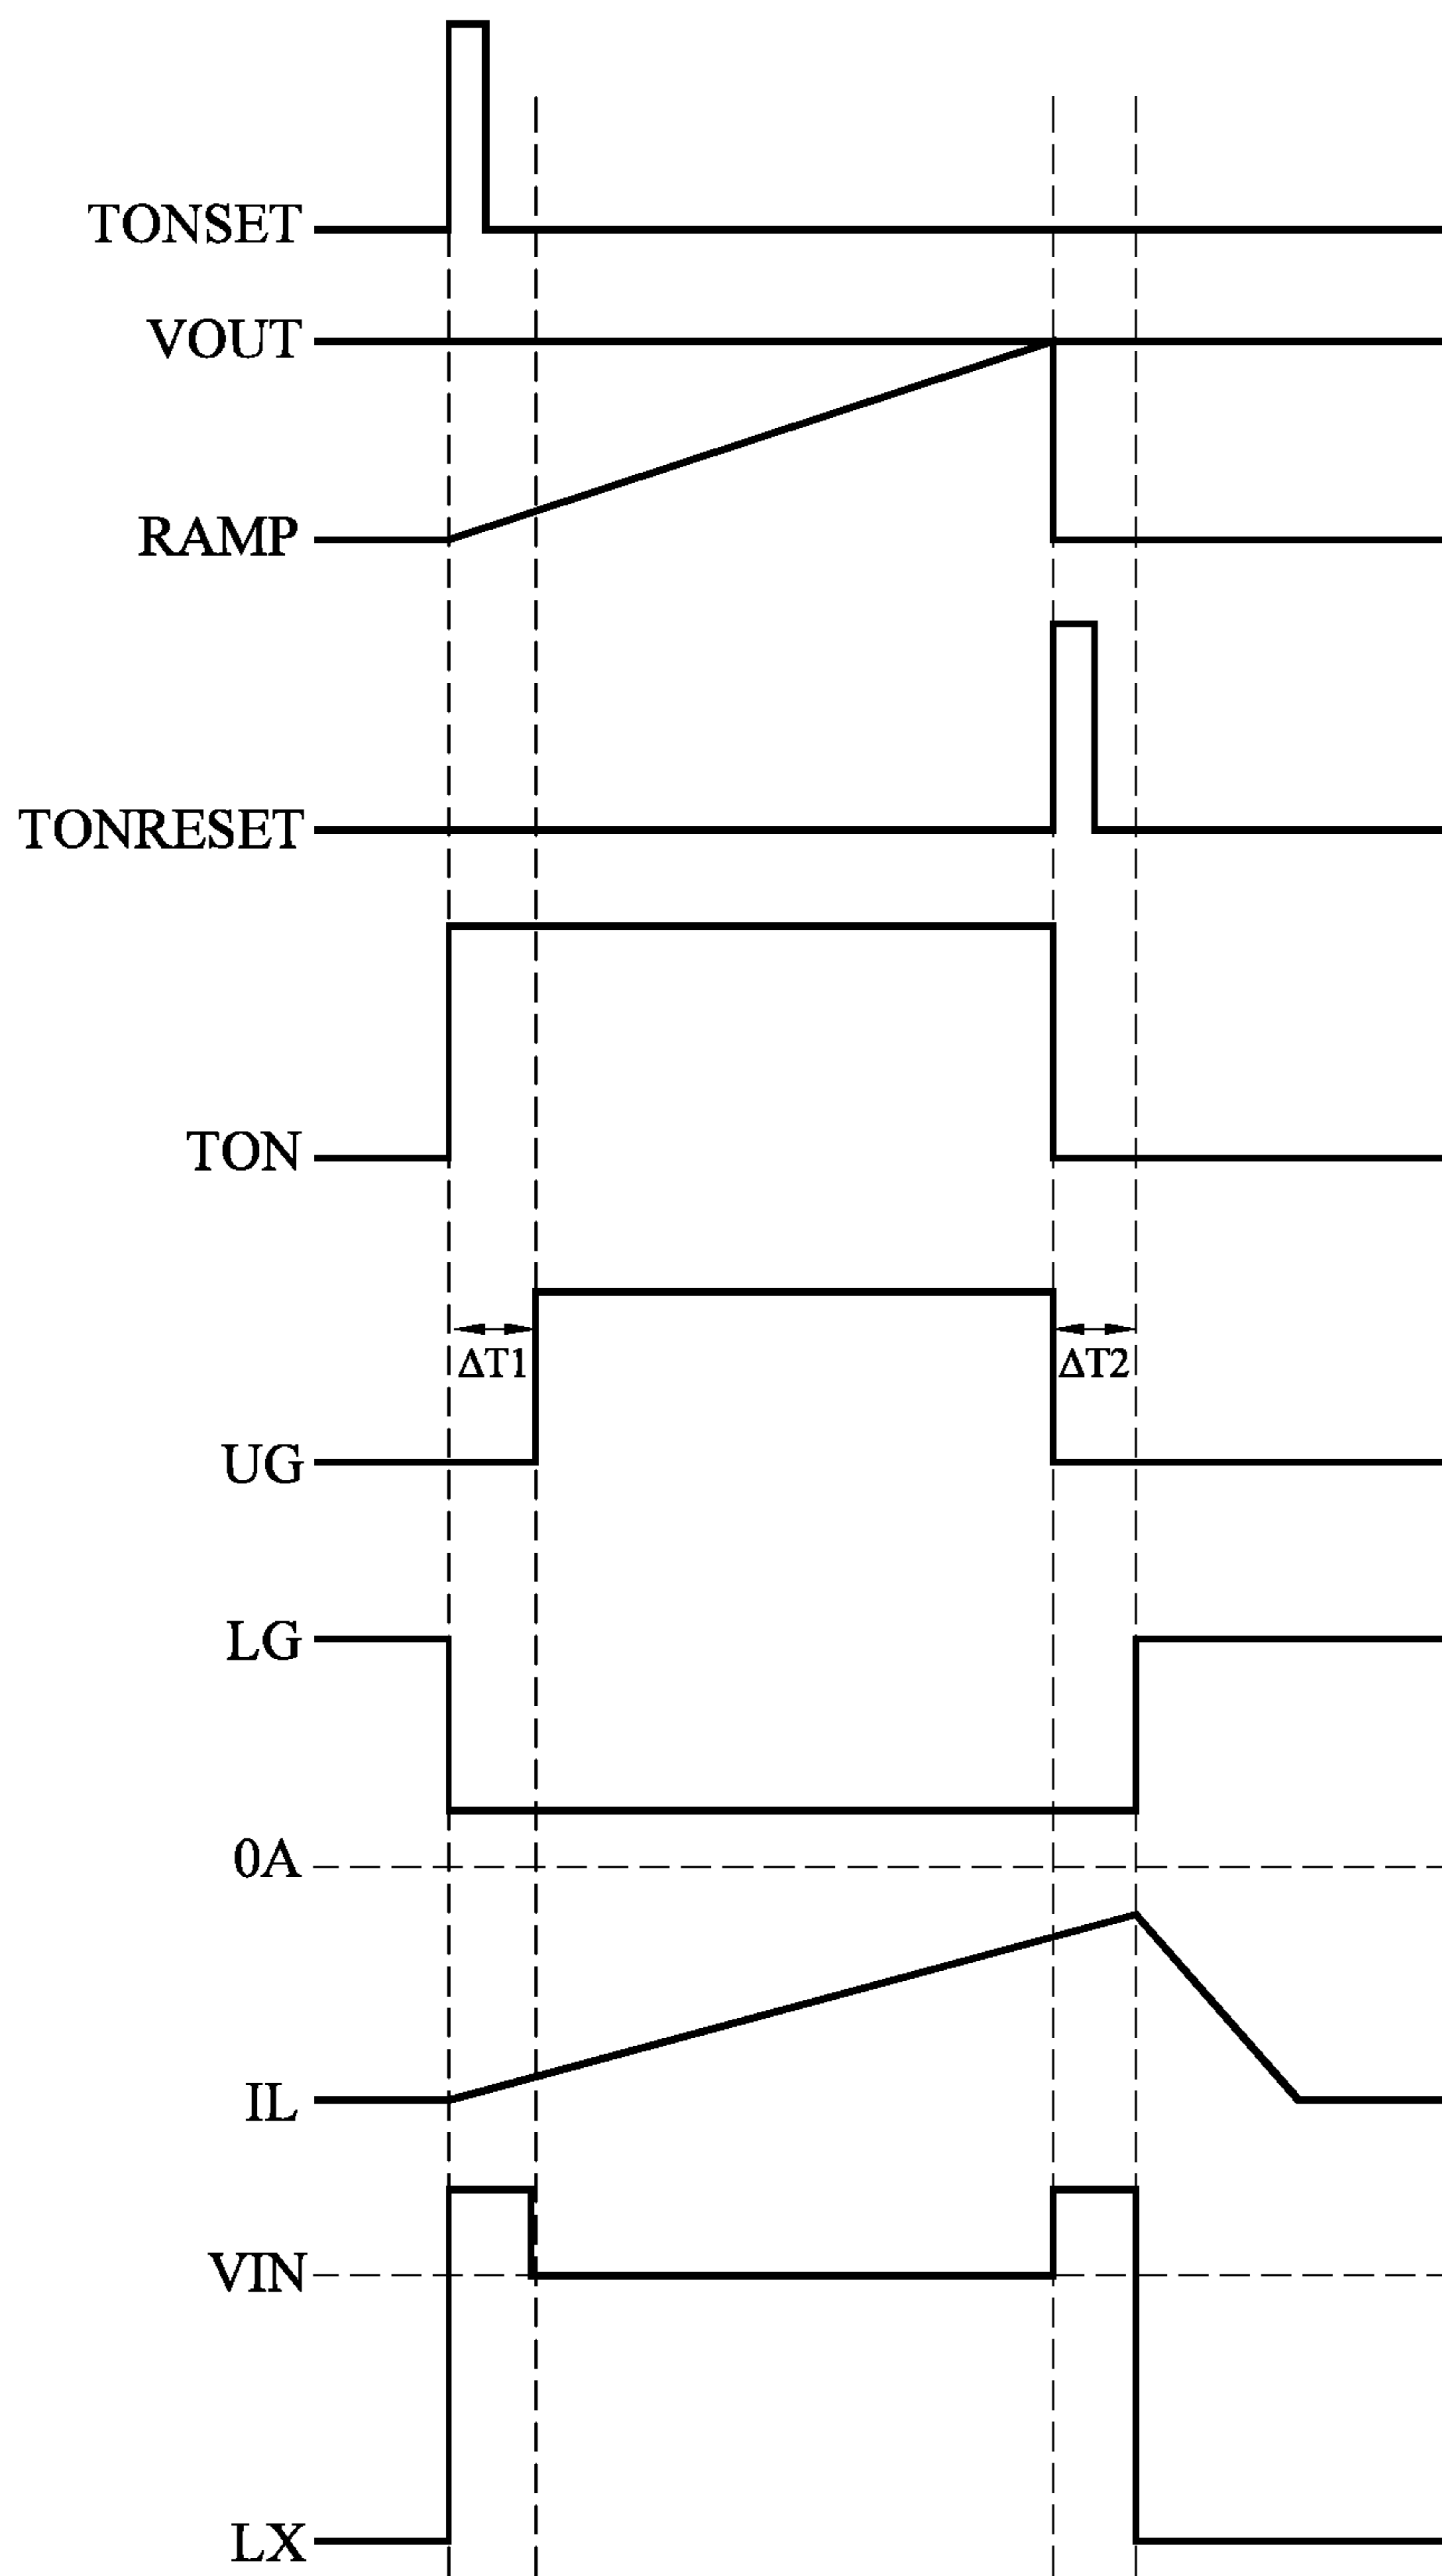 TONSET
VOUT
RAMP
TONRESET
TON
ΔT1
ΔT2
UG
LG
0A
IL
VIN
LX